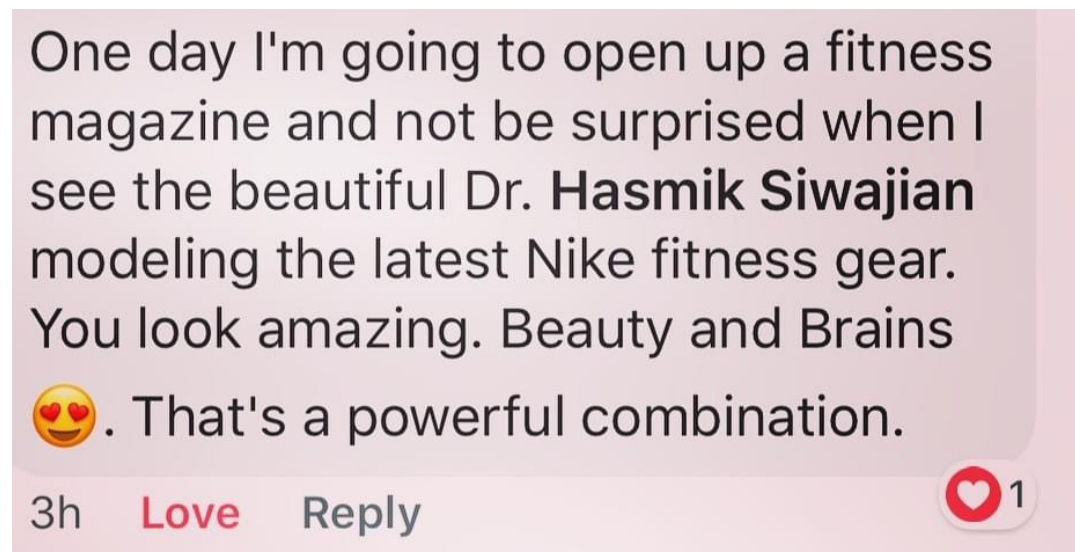 One day I'm going to open up a fitness
magazine and not be surprised when I
see the beautiful Dr. Hasmik Siwajian
modeling the latest Nike fitness gear.
You look amazing. Beauty and Brains
😍. That's a powerful combination.
3h Love Reply 1